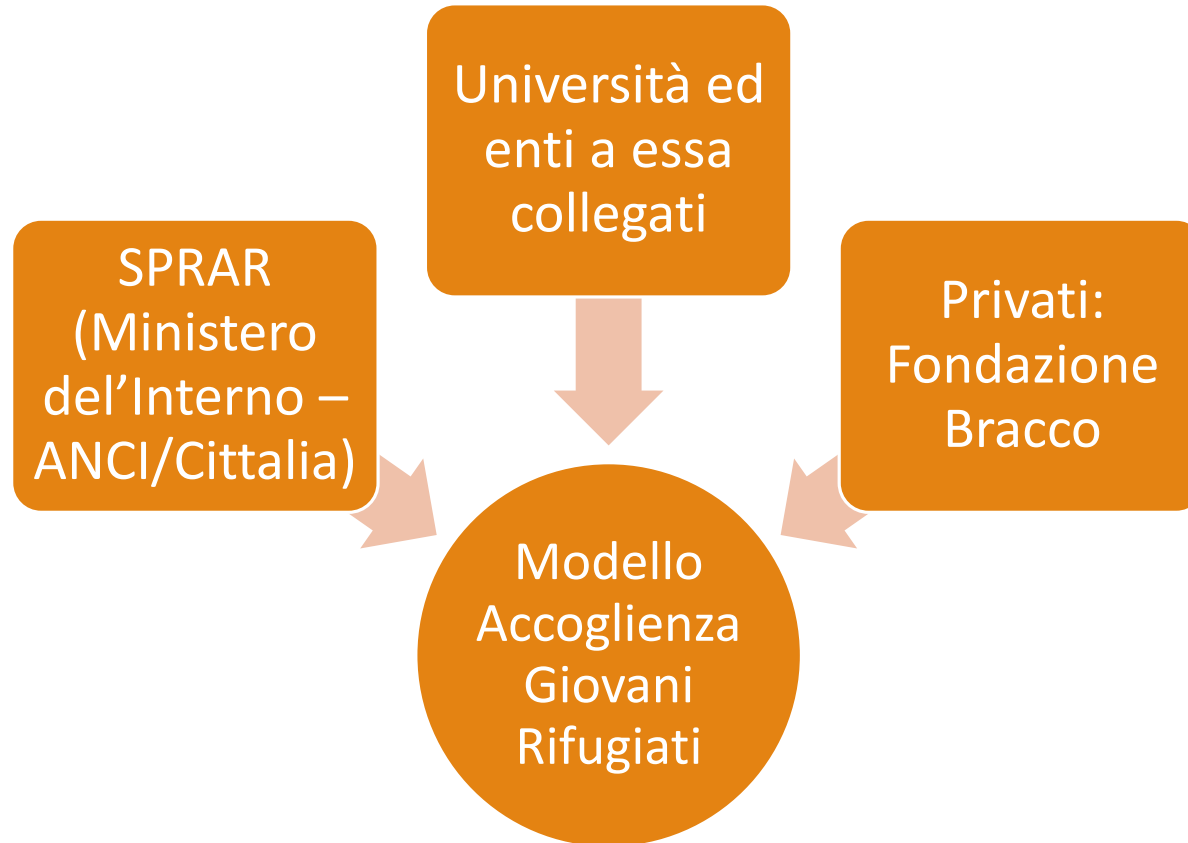 Università ed
enti a essa
collegati
SPRAR
(Ministero
del’Interno –
ANCI/Cittalia)
Privati:
Fondazione
Bracco
Modello
Accoglienza
Giovani
Rifugiati